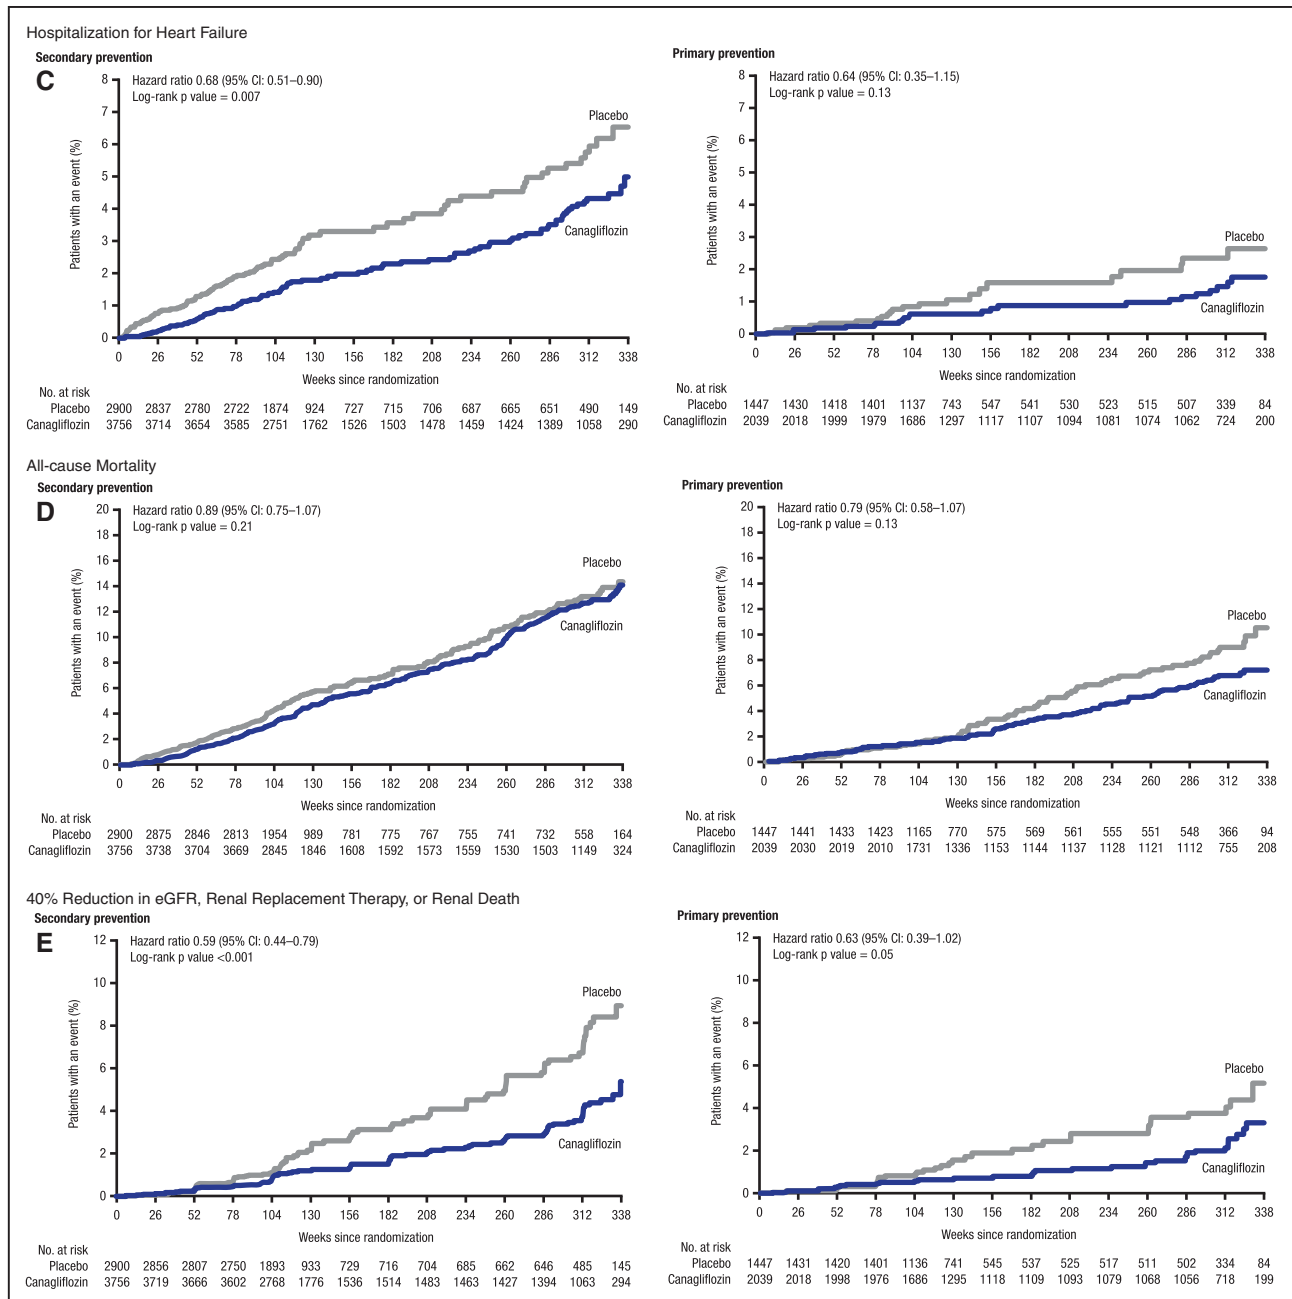 Hospitalization for Heart Failure
Secondary prevention
C
Hazard ratio 0.68 (95% CI: 0.51–0.90)
Log-rank p value = 0.007
Patients with an event (%)
8
7
6
5
4
3
2
1
0
Placebo
Canagliflozin
0 26 52 78 104 130 156 182 208 234 260 286 312 338
Weeks since randomization
No. at risk
Placebo 2900 2837 2780 2722 1874 924 727 715 706 687 665 651 490 149
Canagliflozin 3756 3714 3654 3585 2751 1762 1526 1503 1478 1459 1424 1389 1058 290
Primary prevention
Hazard ratio 0.64 (95% CI: 0.35–1.15)
Log-rank p value = 0.13
Patients with an event (%)
8
7
6
5
4
3
2
1
0
Placebo
Canagliflozin
0 26 52 78 104 130 156 182 208 234 260 286 312 338
Weeks since randomization
No. at risk
Placebo 1447 1430 1418 1401 1137 743 547 541 530 523 515 507 339 84
Canagliflozin 2039 2018 1999 1979 1686 1297 1117 1107 1094 1081 1074 1062 724 200
All-cause Mortality
Secondary prevention
D
Hazard ratio 0.89 (95% CI: 0.75–1.07)
Log-rank p value = 0.21
Patients with an event (%)
20
18
16
14
12
10
8
6
4
2
0
Placebo
Canagliflozin
0 26 52 78 104 130 156 182 208 234 260 286 312 338
Weeks since randomization
No. at risk
Placebo 2900 2875 2846 2813 1954 989 781 775 767 755 741 732 558 164
Canagliflozin 3756 3738 3704 3669 2845 1846 1608 1592 1573 1559 1530 1503 1149 324
Primary prevention
Hazard ratio 0.79 (95% CI: 0.58–1.07)
Log-rank p value = 0.13
Patients with an event (%)
20
18
16
14
12
10
8
6
4
2
0
Placebo
Canagliflozin
0 26 52 78 104 130 156 182 208 234 260 286 312 338
Weeks since randomization
No. at risk
Placebo 1447 1441 1433 1423 1165 770 575 569 561 555 551 548 366 94
Canagliflozin 2039 2030 2019 2010 1731 1336 1153 1144 1137 1128 1121 1112 755 208
40% Reduction in eGFR, Renal Replacement Therapy, or Renal Death
Secondary prevention
E
Hazard ratio 0.59 (95% CI: 0.44–0.79)
Log-rank p value <0.001
Patients with an event (%)
12
10
8
6
4
2
0
Placebo
Canagliflozin
0 26 52 78 104 130 156 182 208 234 260 286 312 338
Weeks since randomization
No. at risk
Placebo 2900 2856 2807 2750 1893 933 729 716 704 685 662 646 485 145
Canagliflozin 3756 3719 3666 3602 2768 1776 1536 1514 1483 1463 1427 1394 1063 294
Primary prevention
Hazard ratio 0.63 (95% CI: 0.39–1.02)
Log-rank p value = 0.05
Patients with an event (%)
12
10
8
6
4
2
0
Placebo
Canagliflozin
0 26 52 78 104 130 156 182 208 234 260 286 312 338
Weeks since randomization
No. at risk
Placebo 1447 1431 1420 1401 1136 741 545 537 525 517 511 502 334 84
Canagliflozin 2039 2018 1998 1976 1686 1295 1118 1109 1093 1079 1068 1056 718 199